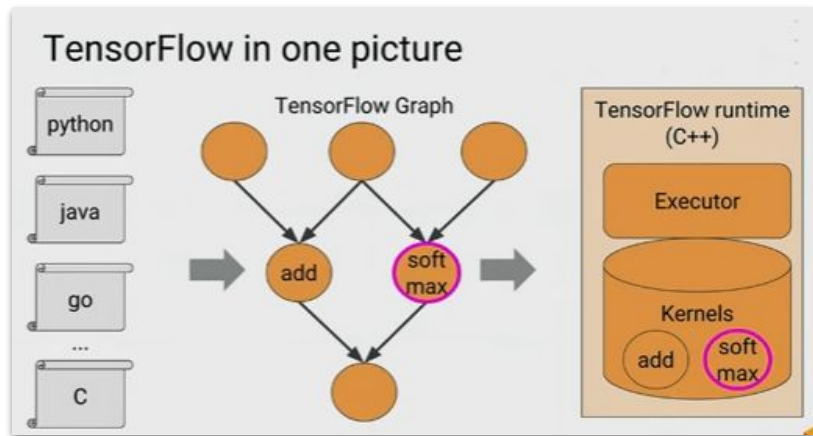 TensorFlow in one picture
python
java
go
...
C
TensorFlow Graph
add
soft
max
TensorFlow runtime
(C++)
Executor
Kernels
add
soft
max